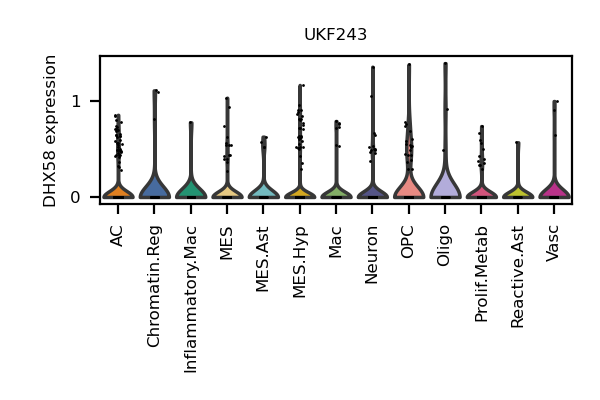 UKF243
DHX58 expression
1
0
AC
Chromatin.Reg
Inflammatory.Mac
MES
MES.Ast
MES.Hyp
Mac
Neuron
OPC
Oligo
Prolif.Metab
Reactive.Ast
Vasc